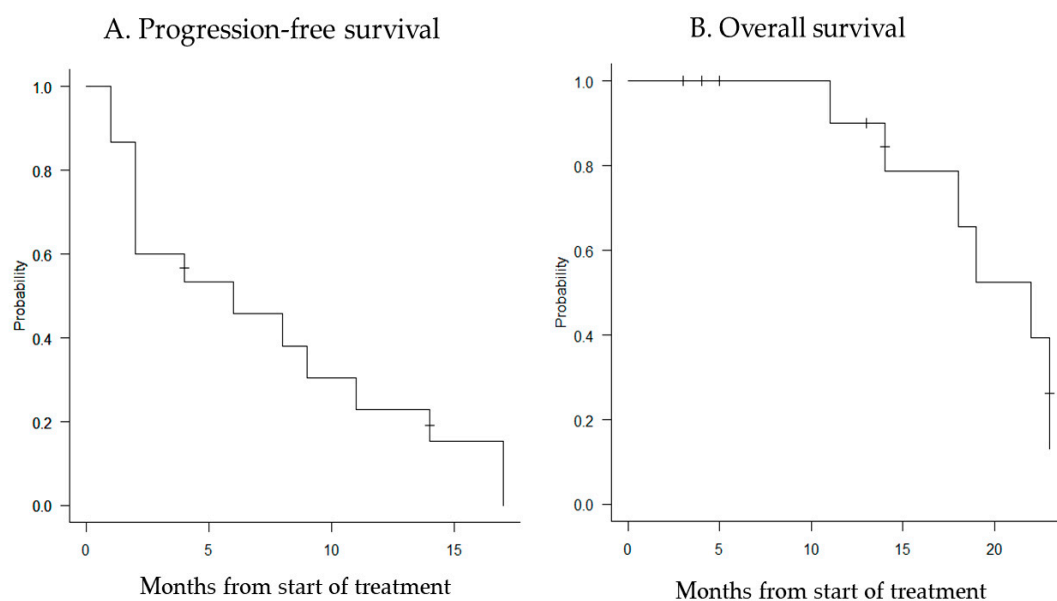 A. Progression-free survival
1.0
0.8
0.6
0.4
0.2
0.0
Probability
0 5 10 15
Months from start of treatment
B. Overall survival
1.0
0.8
0.6
0.4
0.2
0.0
Probability
0 5 10 15 20
Months from start of treatment